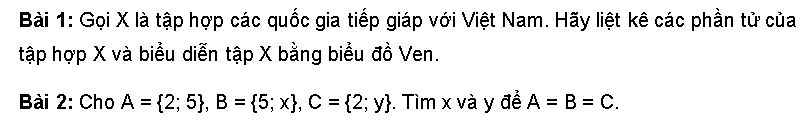 Bài 1: Gọi X là tập hợp các quốc gia tiếp giáp với Việt Nam. Hãy liệt kê các phần tử của
tập hợp X và biểu diễn tập X bằng biểu đồ Ven.
Bài 2: Cho A = {2; 5}, B = {5; x}, C = {2; y}. Tìm x và y để A = B = C.